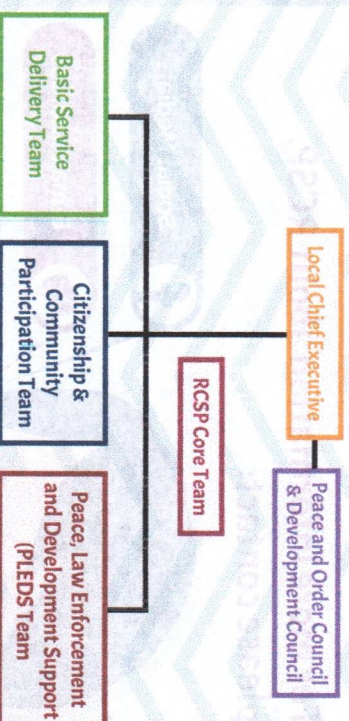 Local Chief Executive
Peace and Order Council
& Development Council
RCSP Core Team
Basic Service
Delivery Team
Citizenship &
Community
Participation Team
Peace, Law Enforcement
and Development Support
(PLEDS Team